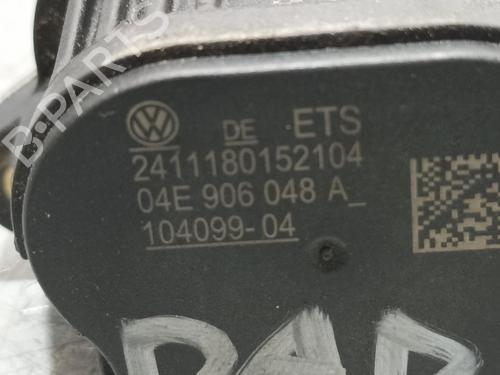 B-PARTS
DE ETS
2411180152104
04E 906 048 A_
104099-04